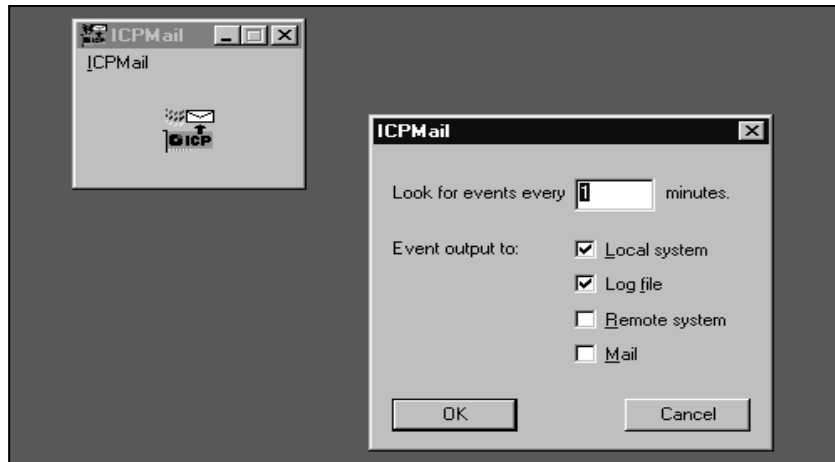 ICPMail
ICPMail
ICP
ICPMail
Look for events every 1 minutes.
Event output to: Local system
Log file
Remote system
Mail
OK Cancel